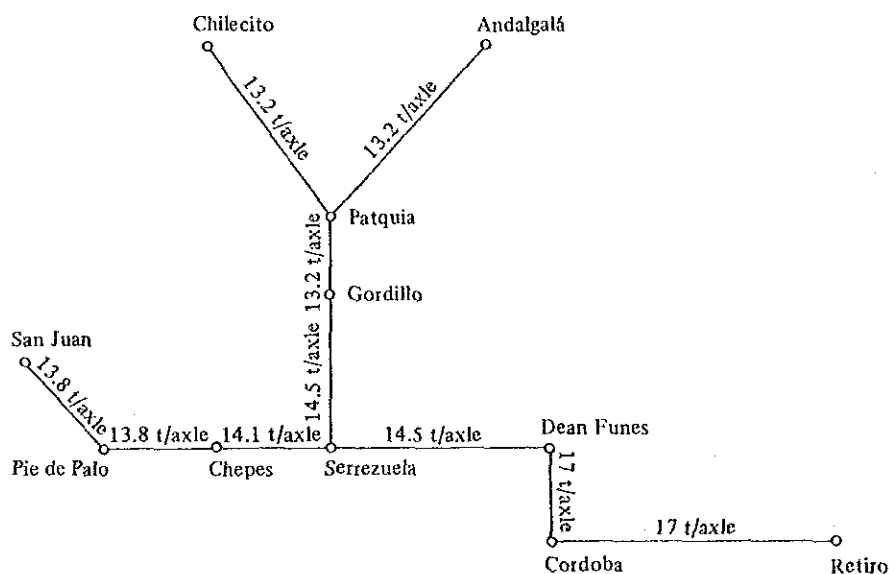 Chilecito
Andalgalá
13.2 t/axle
13.2 t/axle
Patquia
13.2 t/axle
Gordillo
San Juan
13.8 t/axle
14.5 t/axle
13.8 t/axle
14.1 t/axle
14.5 t/axle
Dean Funes
Pie de Palo
Chepes
Serrezuela
17 t/axle
17 t/axle
Cordoba
Retiro